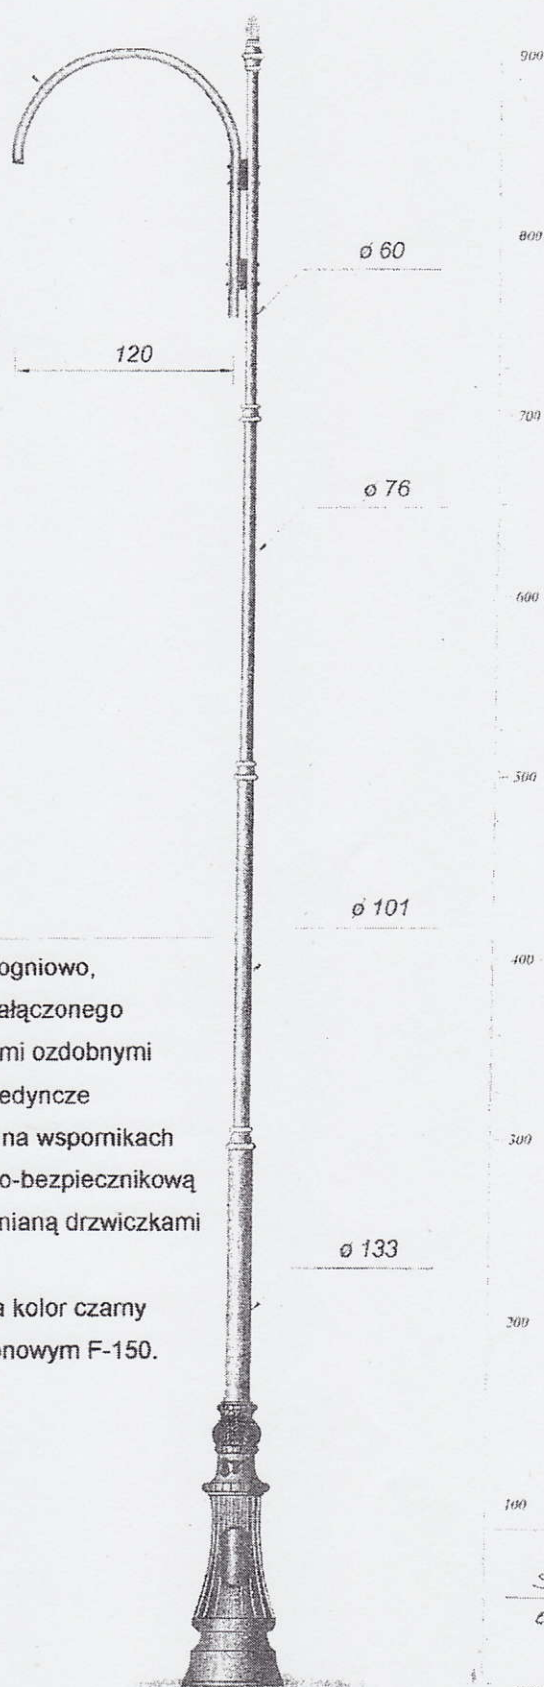 900
800
ø 60
120
700
ø 76
600
500
ø 101
400
ogniowo,
ałączonego
mi ozdobnymi
edyncze
na wspornikach
300
o-bezpiecznikową
nianą drzwiczkami
ø 133
a kolor czarny
200
onowym F-150.
100